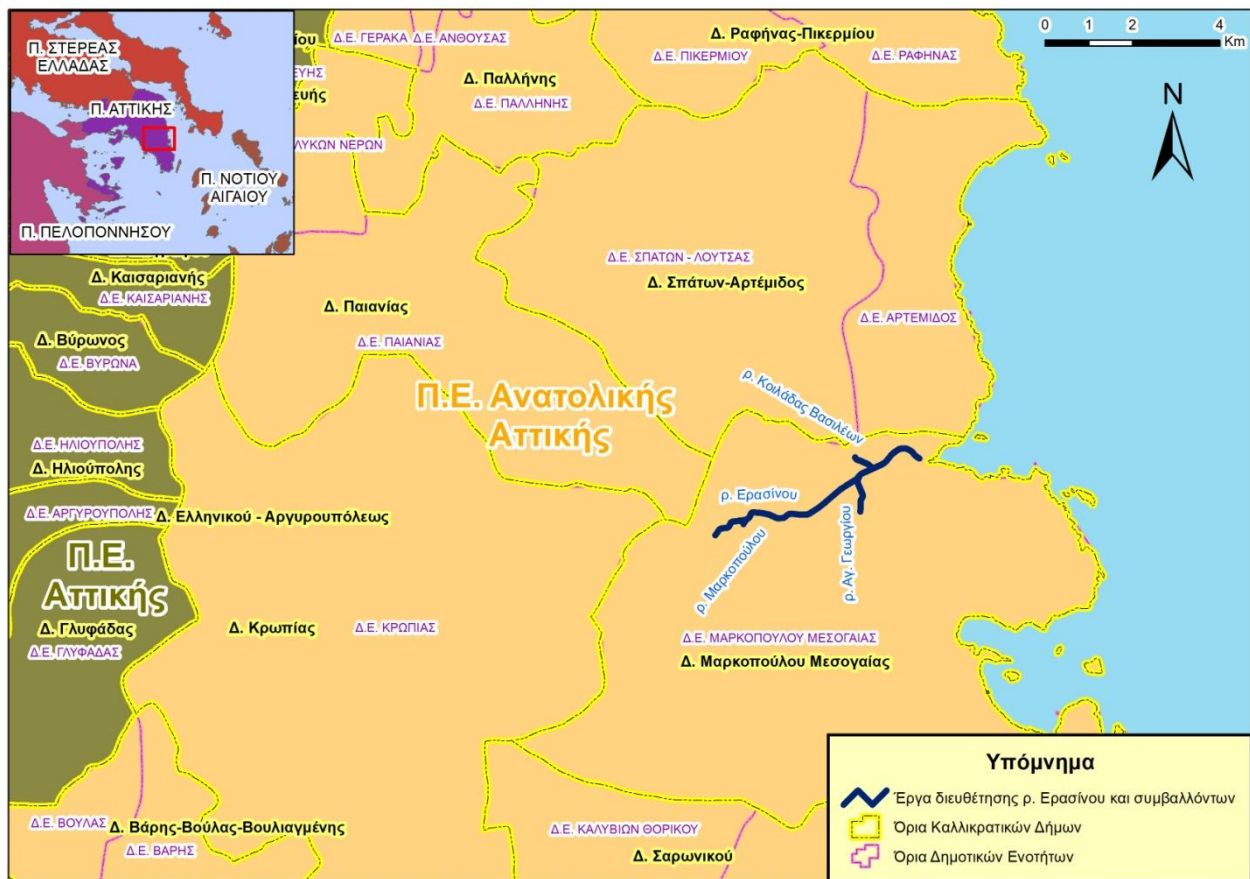 Π. ΣΤΕΡΕΑΣ
ΕΛΛΑΔΑΣ
Π. ΑΤΤΙΚΗΣ
Π. ΝΟΤΙΟΥ
ΑΙΓΑΙΟΥ
Π. ΠΕΛΟΠΟΝΝΗΣΟΥ
Δ.Ε. ΓΕΡΑΚΑ
Δ.Ε. ΑΝΘΟΥΣΑΣ
Δ. Παλλήνης
Δ.Ε. ΠΑΛΛΗΝΗΣ
Δ. Ραφήνας-Πικερμίου
Δ.Ε. ΠΙΚΕΡΜΙΟΥ
Δ.Ε. ΡΑΦΗΝΑΣ
0 1 2 4
Km
N
ΛΥΚΩΝ ΝΕΡΩΝ
Δ. Καισαριανής
Δ.Ε. ΚΑΙΣΑΡΙΑΝΗΣ
Δ. Βύρωνος
Δ.Ε. ΒΥΡΩΝΑ
Δ. Παιανίας
Δ.Ε. ΠΑΙΑΝΙΑΣ
Δ.Ε. ΣΠΑΤΩΝ - ΛΟΥΤΣΑΣ
Δ. Σπάτων-Αρτέμιδος
Δ.Ε. ΑΡΤΕΜΙΔΟΣ
Π.Ε. Ανατολικής
Αττικής
ρ. Κοιλάδας Βασιλέων
ρ. Ερασίνου
ρ. Μαρκοπούλου
ρ. Αγ. Γεωργίου
Δ.Ε. ΗΛΙΟΥΠΟΛΗΣ
Δ. Ηλιούπολης
Δ.Ε. ΑΡΓΥΡΟΥΠΟΛΗΣ
Δ. Ελληνικού - Αργυρουπόλεως
Π.Ε.
Αττικής
Δ. Γλυφάδας
Δ.Ε. ΓΛΥΦΑΔΑΣ
Δ. Κρωπίας
Δ.Ε. ΚΡΩΠΙΑΣ
Δ.Ε. ΜΑΡΚΟΠΟΥΛΟΥ ΜΕΣΟΓΑΙΑΣ
Δ. Μαρκοπούλου Μεσογαίας
Δ.Ε. ΒΟΥΛΑΣ
Δ. Βάρης-Βούλας-Βουλιαγμένης
Δ.Ε. ΒΑΡΗΣ
Δ.Ε. ΚΑΛΥΒΙΩΝ ΘΟΡΙΚΟΥ
Δ. Σαρωνικού
Υπόμνημα
Έργα διευθέτησης ρ. Ερασίνου και συμβαλλόντων
Όρια Καλλικρατικών Δήμων
Όρια Δημοτικών Ενοτήτων